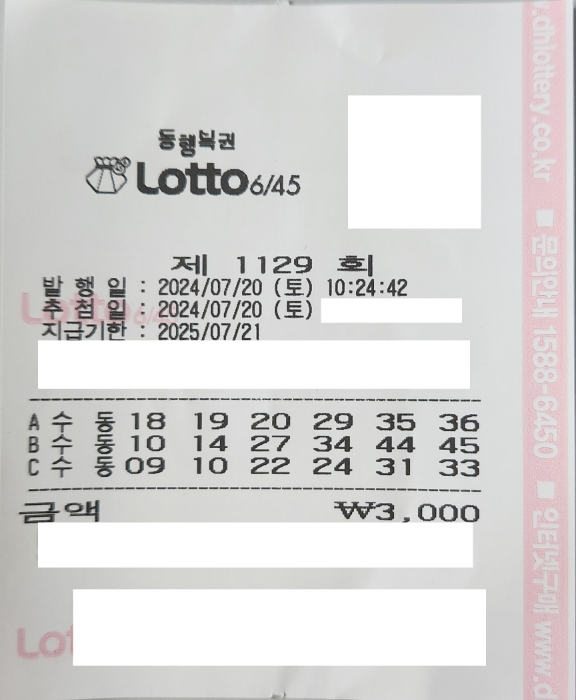 동행복권
Lotto 6/45
제 1129 회
발 행 일 : 2024/07/20 (토) 10:24:42
추 첨 일 : 2024/07/20 (토)
지급기한 : 2025/07/21
A 수 동 18 19 20 29 35 36
B 수 동 10 14 27 34 44 45
C 수 동 09 10 22 24 31 33
금액 ₩3,000
Lotto 6/45
Lot
.dhlottery.co.kr ■ 문의안내 1588-6450 ■ 인터넷구매 www.d